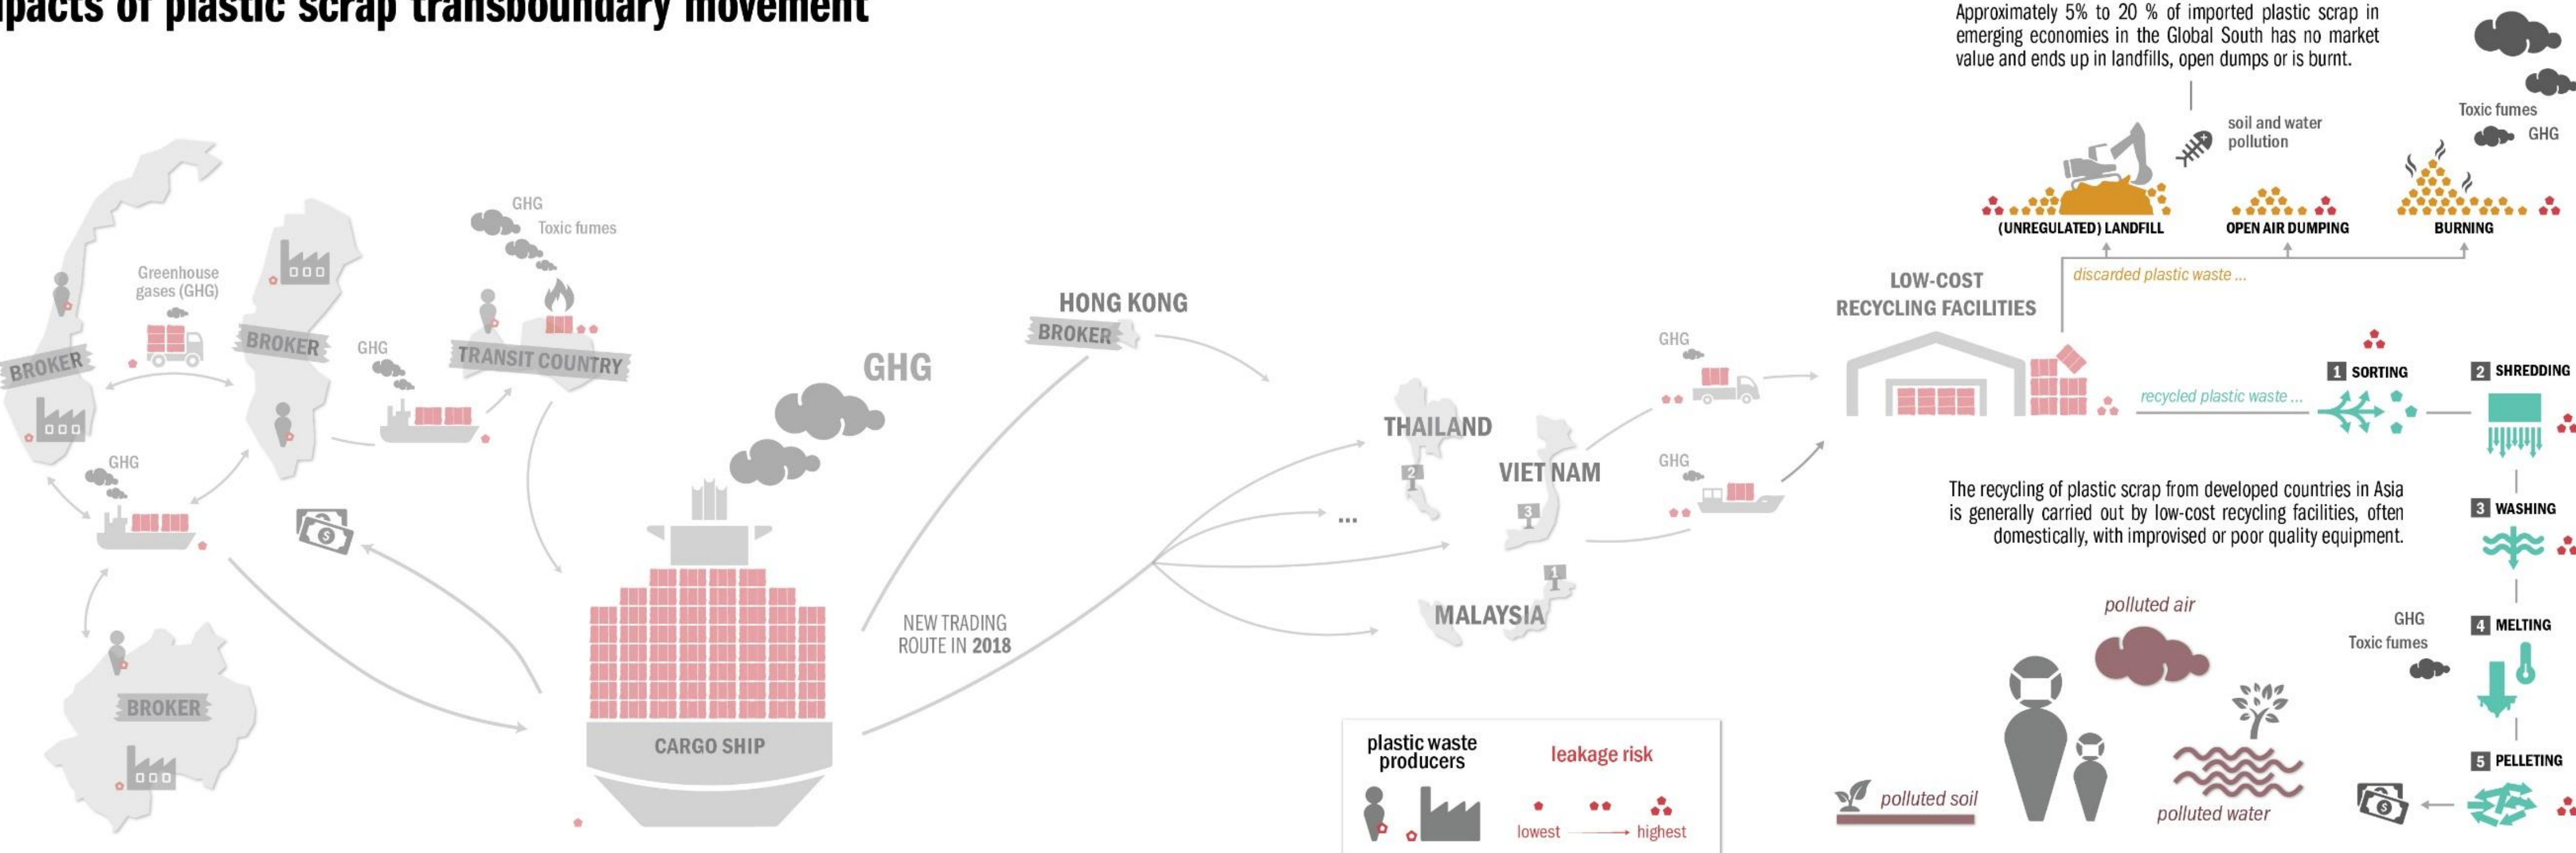 pacts of plastic scrap transboundary movement
Approximately 5% to 20 % of imported plastic scrap in
emerging economies in the Global South has no market
value and ends up in landfills, open dumps or is burnt.
Toxic fumes
GHG
soil and water
pollution
(UNREGULATED) LANDFILL
OPEN AIR DUMPING
BURNING
discarded plastic waste ...
GHG
Toxic fumes
Greenhouse
gases (GHG)
BROKER
BROKER
GHG
TRANSIT COUNTRY
GHG
BROKER
GHG
CARGO SHIP
NEW TRADING
ROUTE IN 2018
HONG KONG
BROKER
THAILAND
2
VIET NAM
3
...
1
MALAYSIA
GHG
GHG
LOW-COST
RECYCLING FACILITIES
recycled plastic waste ...
1 SORTING
2 SHREDDING
3 WASHING
4 MELTING
5 PELLETING
The recycling of plastic scrap from developed countries in Asia
is generally carried out by low-cost recycling facilities, often
domestically, with improvised or poor quality equipment.
GHG
Toxic fumes
polluted air
polluted soil
polluted water
plastic waste
producers
leakage risk
lowest
highest